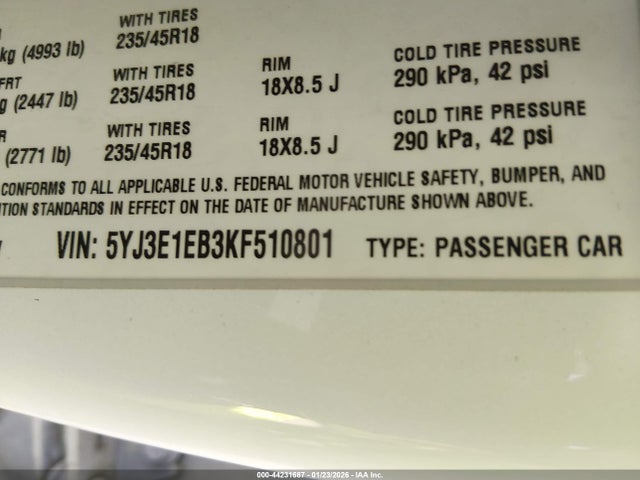 WITH TIRES
kg (4993 lb) 235/45R18
FRT WITH TIRES RIM COLD TIRE PRESSURE
g (2447 lb) 235/45R18 18X8.5 J 290 kPa, 42 psi
R WITH TIRES RIM COLD TIRE PRESSURE
(2771 lb) 235/45R18 18X8.5 J 290 kPa, 42 psi
CONFORMS TO ALL APPLICABLE U.S. FEDERAL MOTOR VEHICLE SAFETY, BUMPER, AND
TION STANDARDS IN EFFECT ON THE DATE OF MANUFACTURE SHOWN ABOVE.
VIN: 5YJ3E1EB3KF510801 TYPE: PASSENGER CAR
000-44231687 - 01/23/2026 - IAA Inc.